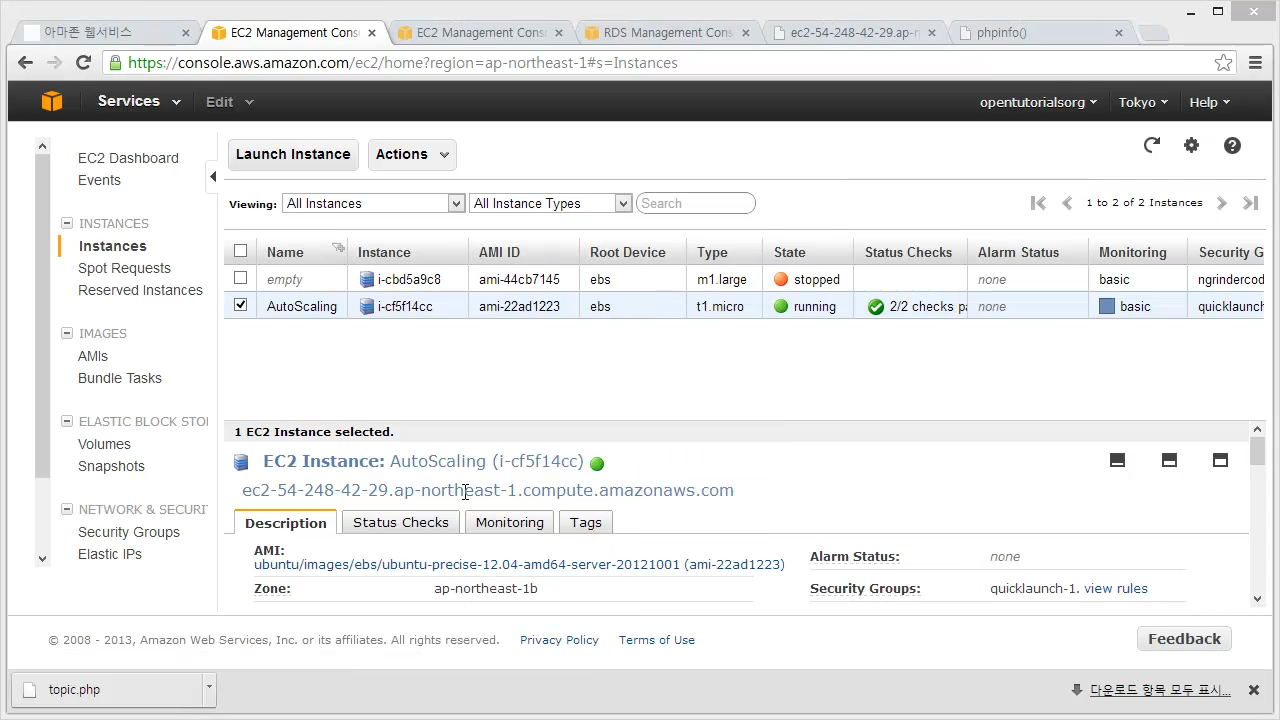 아마존 웹서비스
EC2 Management Cons
EC2 Management Cons
RDS Management Cons
ec2-54-248-42-29.ap-n
phpinfo()
https://console.aws.amazon.com/ec2/home?region=ap-northeast-1#s=Instances
Services
Edit
opentutorialsorg
Tokyo
Help
EC2 Dashboard
Events
INSTANCES
Instances
Spot Requests
Reserved Instances
IMAGES
AMIs
Bundle Tasks
ELASTIC BLOCK STO
Volumes
Snapshots
NETWORK & SECURIT
Security Groups
Elastic IPs
Launch Instance
Actions
Viewing: All Instances All Instance Types Search
1 to 2 of 2 Instances
Name Instance AMI ID Root Device Type State Status Checks Alarm Status Monitoring Security G
empty i-cbd5a9c8 ami-44cb7145 ebs m1.large stopped none basic ngrindercod
AutoScaling i-cf5f14cc ami-22ad1223 ebs t1.micro running 2/2 checks pa none basic quicklaunch
1 EC2 Instance selected.
EC2 Instance: AutoScaling (i-cf5f14cc)
ec2-54-248-42-29.ap-northeast-1.compute.amazonaws.com
Description Status Checks Monitoring Tags
AMI:
ubuntu/images/ebs/ubuntu-precise-12.04-amd64-server-20121001 (ami-22ad1223)
Alarm Status: none
Zone: ap-northeast-1b
Security Groups: quicklaunch-1. view rules
© 2008 - 2013, Amazon Web Services, Inc. or its affiliates. All rights reserved. Privacy Policy Terms of Use
Feedback
topic.php
다운로드 항목 모두 표시...